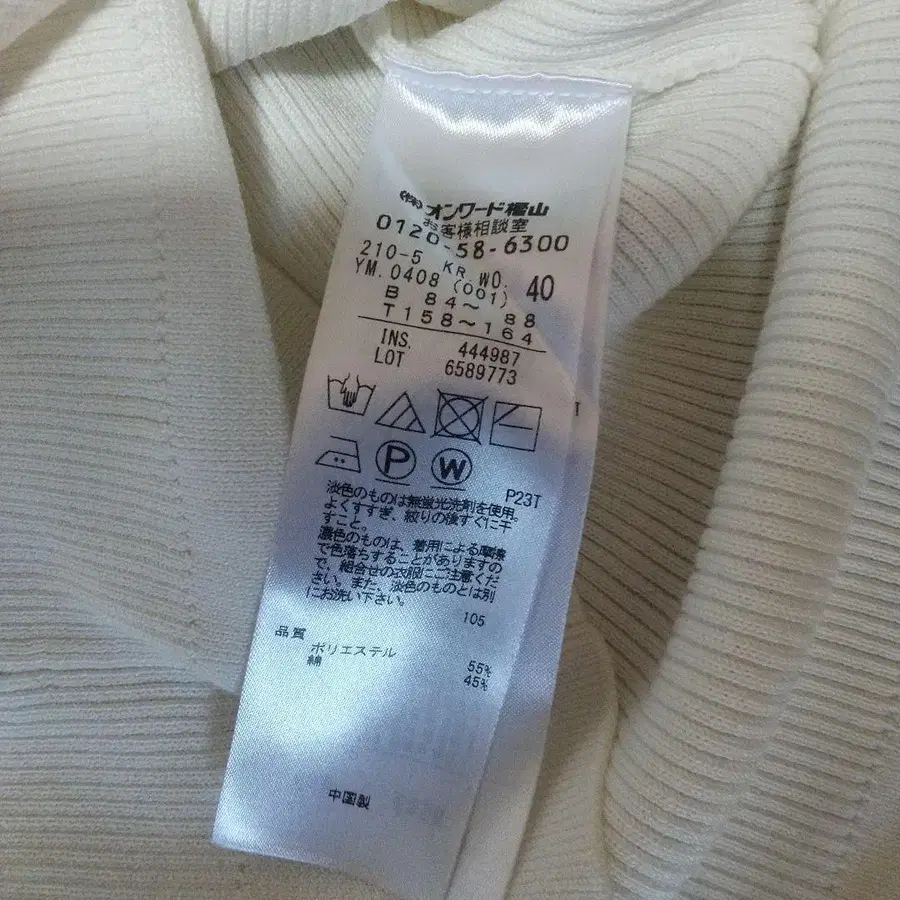 (株)オンワード樫山
お客様相談室
0120-58-6300
210-5 KR.WO. 40
YM.0408 (001)
B 84～ 88
T158～164
INS. 444987
LOT 6589773
P W
P23T
淡色のものは無蛍光洗剤を使用。
よくすすぎ、絞りの後すぐに干
すこと。
濃色のものは、着用による摩擦
で色落ちすることがありますの
で、組合せの衣服にご注意くだ
さい。また、淡色のものとは別
にお洗い下さい。
105
品質
ポリエステル 55%
綿 45%
中国製